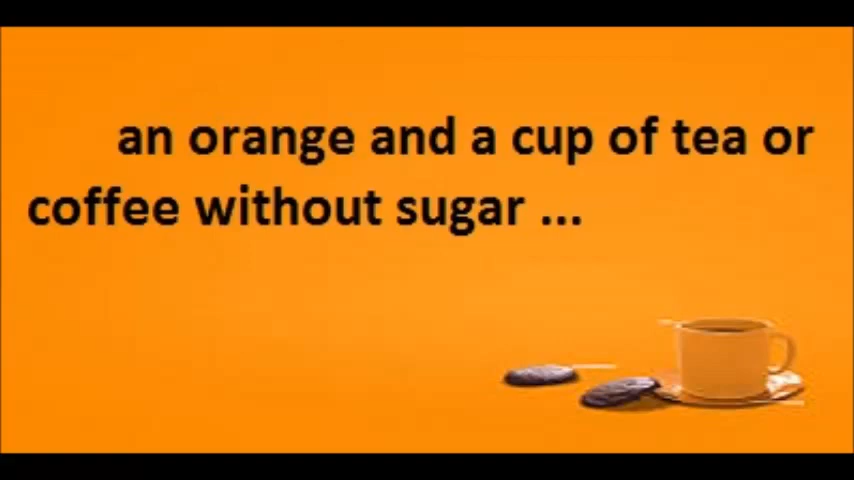 an orange and a cup of tea or
coffee without sugar ...